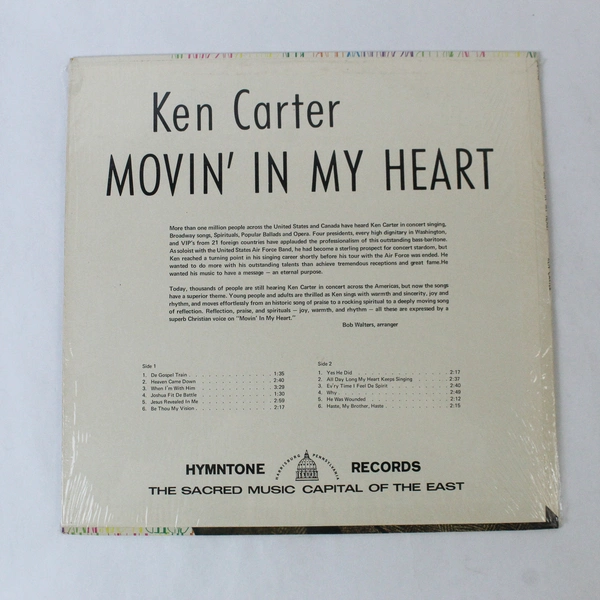 Ken Carter
MOVIN' IN MY HEART
More than one million people across the United States and Canada have heard Ken Carter in concert singing,
Broadway songs, Spirituals, Popular Ballads and Opera. Four presidents, every high dignitary in Washington,
and VIP's from 21 foreign countries have applauded the professionalism of this outstanding bass-baritone.
As soloist with the United States Air Force Band, he had become a sterling prospect for concert stardom, but
Ken reached a turning point in his singing career shortly before his tour with the Air Force was ended. He
wanted to do more with his outstanding talents than achieve tremendous receptions and great fame.He
wanted his music to have a message — an eternal purpose.
Today, thousands of people are still hearing Ken Carter in concert across the Americas, but now the songs
have a superior theme. Young people and adults are thrilled as Ken sings with warmth and sincerity, joy and
rhythm, and moves effortlessly from an historic song of praise to a rocking spiritual to a deeply moving song
of reflection. Reflection, praise, and spirituals — joy, warmth, and rhythm — all these are expressed by a
superb Christian voice on "Movin' In My Heart."
Bob Walters, arranger
Side 1
1. De Gospel Train . . . . . . . . . . . . 1:35
2. Heaven Came Down . . . . . . . . . . . . 2:40
3. When I'm With Him . . . . . . . . . . . . 3:29
4. Joshua Fit De Battle . . . . . . . . . . . . 1:30
5. Jesus Revealed In Me . . . . . . . . . . . . 2:59
6. Be Thou My Vision . . . . . . . . . . . . 2:17
Side 2
1. Yes He Did . . . . . . . . . . . . 2:17
2. All Day Long My Heart Keeps Singing . . . . . . . 2:37
3. Ev'ry Time I Feel De Spirit . . . . . . . . . . 2:40
4. Why . . . . . . . . . . . . 2:49
5. He Was Wounded . . . . . . . . . . . . 2:12
6. Haste, My Brother, Haste . . . . . . . . . . 2:15
HYMNTONE RECORDS
HARRISBURG PENNSYLVANIA
THE SACRED MUSIC CAPITAL OF THE EAST